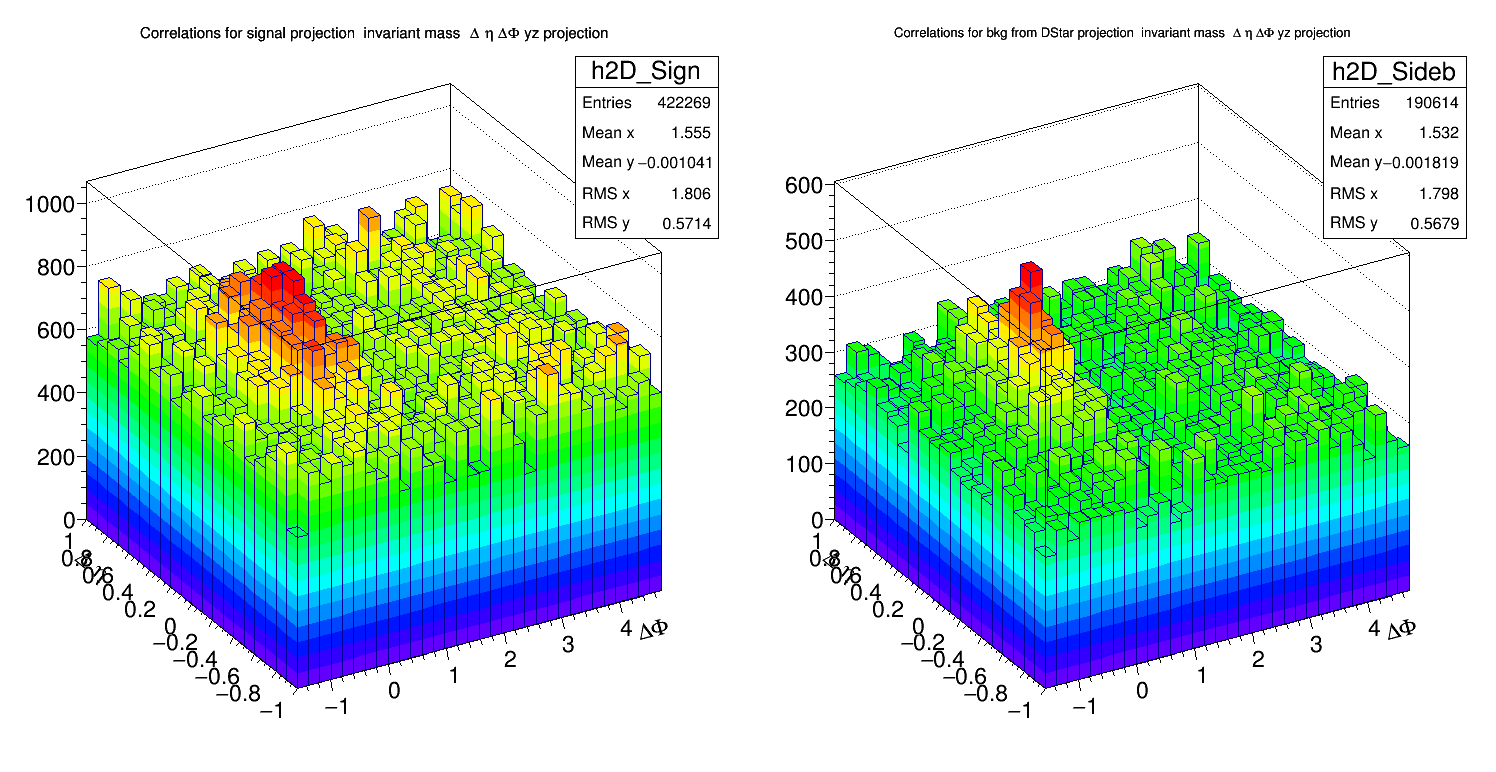 Correlations for signal projection invariant mass Δ η ΔΦ yz projection
h2D_Sign
Entries 422269
Mean x 1.555
Mean y −0.001041
RMS x 1.806
RMS y 0.5714
1000
800
600
400
200
0
1
0.8
Δ η
0.6
0.4
0.2
0
−0.2
−0.4
−0.6
−0.8
−1
−1
0
1
2
3
4
ΔΦ
Correlations for bkg from DStar projection invariant mass Δ η ΔΦ yz projection
h2D_Sideb
Entries 190614
Mean x 1.532
Mean y −0.001819
RMS x 1.798
RMS y 0.5679
600
500
400
300
200
100
0
1
0.8
Δ η
0.6
0.4
0.2
0
−0.2
−0.4
−0.6
−0.8
−1
−1
0
1
2
3
4
ΔΦ